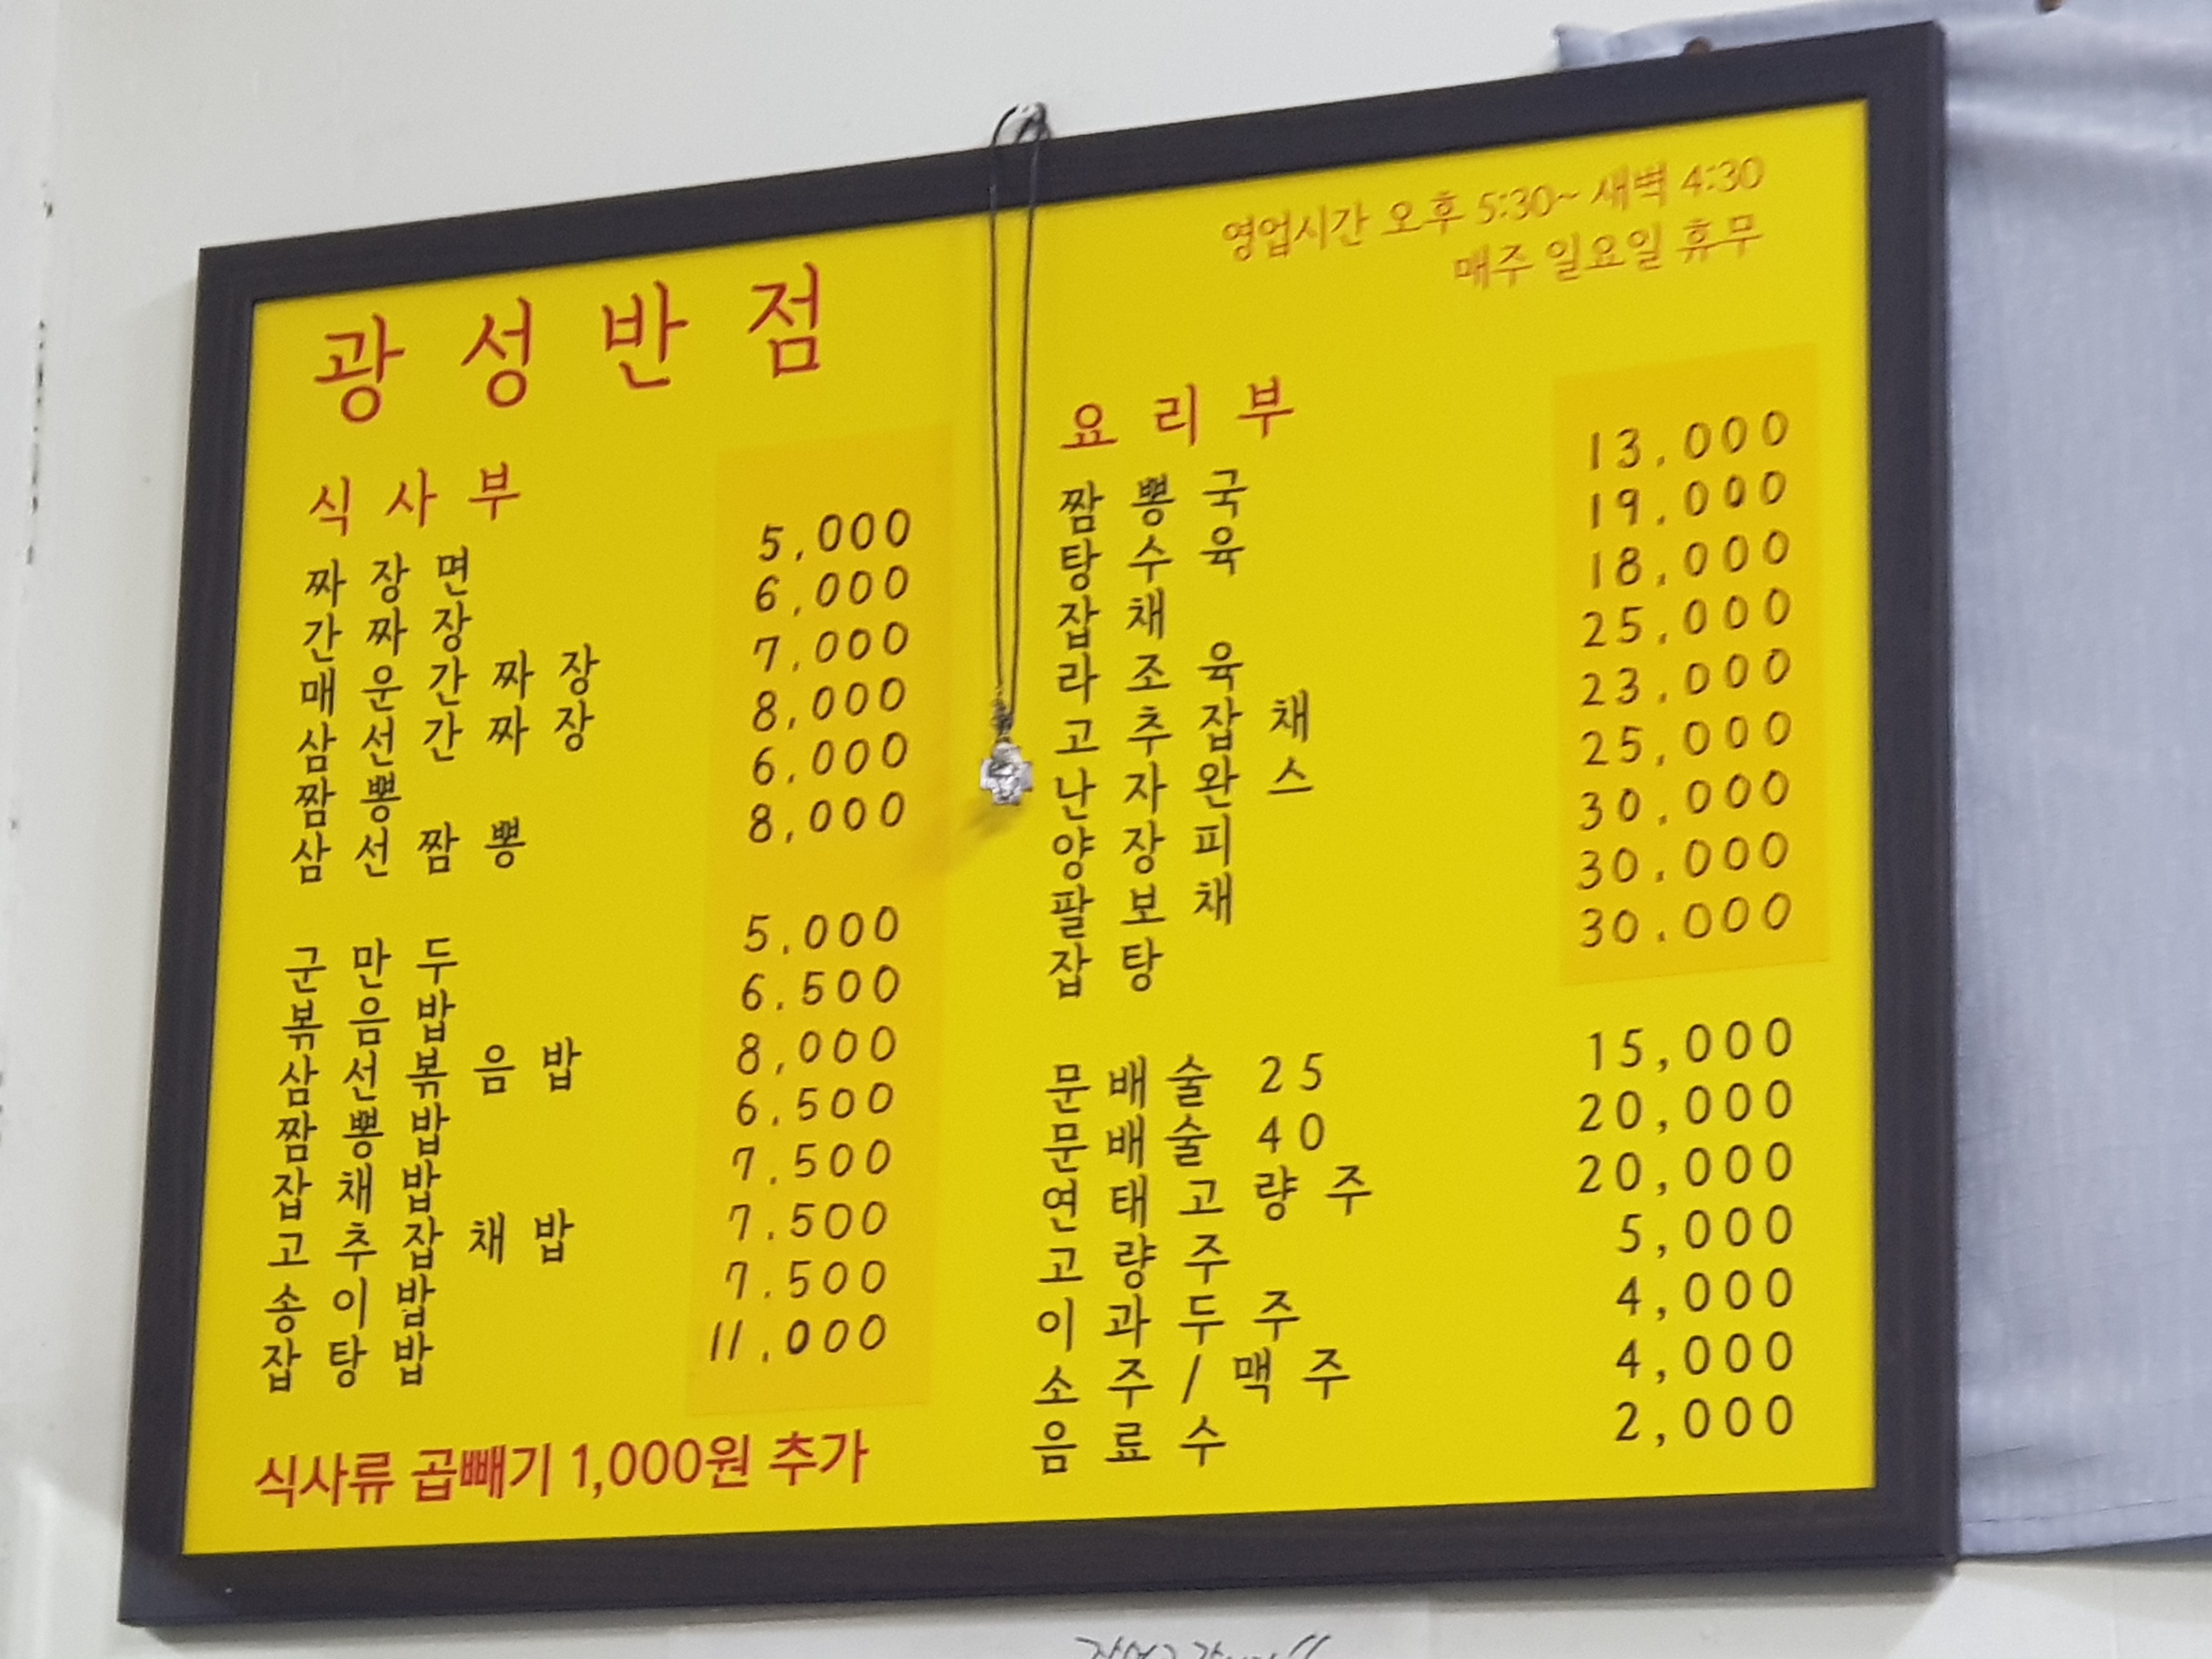 영업시간 오후 5:30~ 새벽 4:30
매주 일요일 휴무
광성반점
식사부
짜장면 5,000
간짜장 6,000
매운간짜장 7,000
삼선간짜장 8,000
짬뽕 6,000
삼선짬뽕 8,000
군만두 5,000
볶음밥 6,500
삼선볶음밥 8,000
짬뽕밥 6,500
잡채밥 7,500
고추잡채밥 7,500
송이밥 7,500
잡탕밥 11,000
식사류 곱빼기 1,000원 추가
요리부
짬뽕국 13,000
탕수육 19,000
잡채 18,000
라조육 25,000
고추잡채 23,000
난자완스 25,000
양장피 30,000
팔보채 30,000
잡탕 30,000
문배술 25 15,000
문배술 40 20,000
연태고량주 20,000
고량주 5,000
이과두주 4,000
소주/맥주 4,000
음료수 2,000